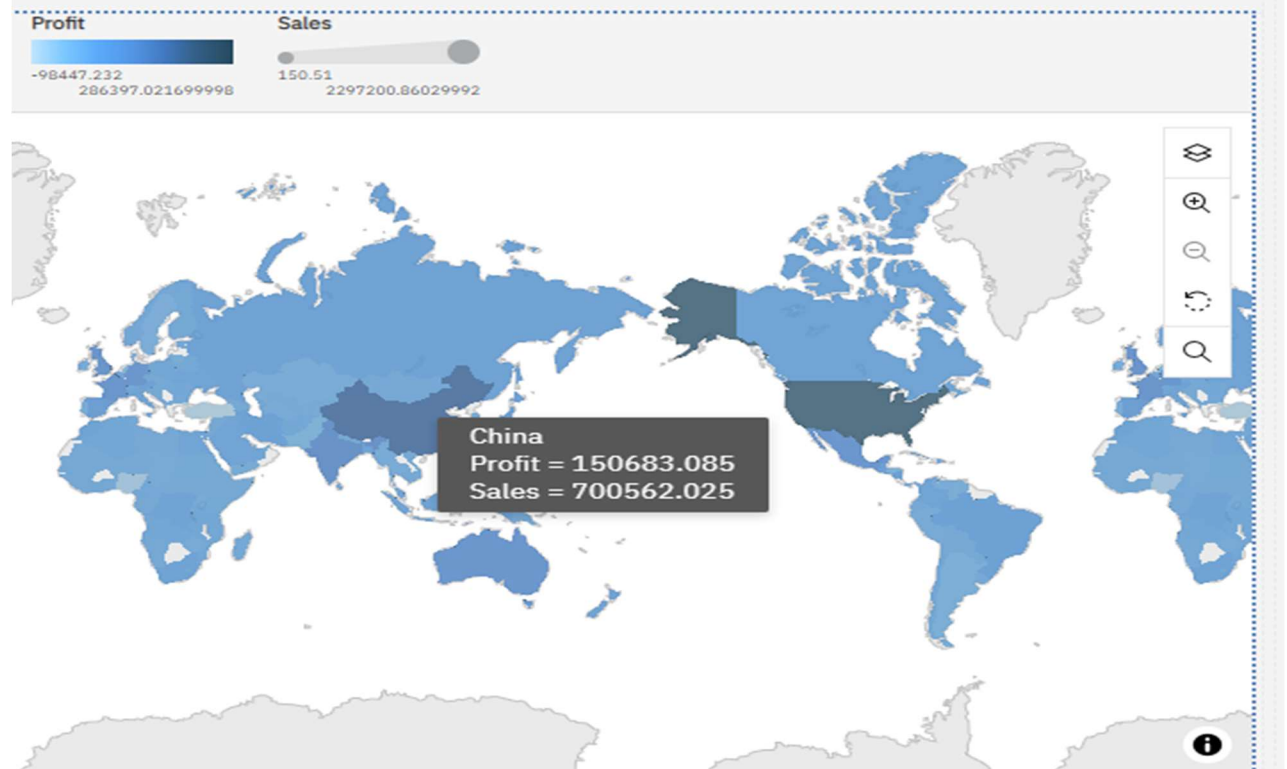 Profit
Sales
-98447.232
286397.021699998
150.51
2297200.86029992
China
Profit = 150683.085
Sales = 700562.025